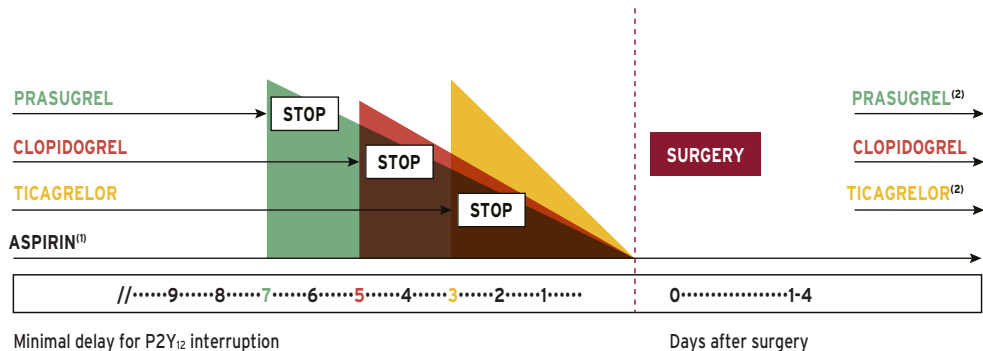 PRASUGREL
STOP
PRASUGREL(2)
CLOPIDOGREL
STOP
SURGERY
CLOPIDOGREL
TICAGRELOR
STOP
TICAGRELOR(2)
ASPIRIN(1)
//······9······8······7······6······5······4······3······2······1······ 0················1-4
Minimal delay for P2Y₁₂ interruption
Days after surgery